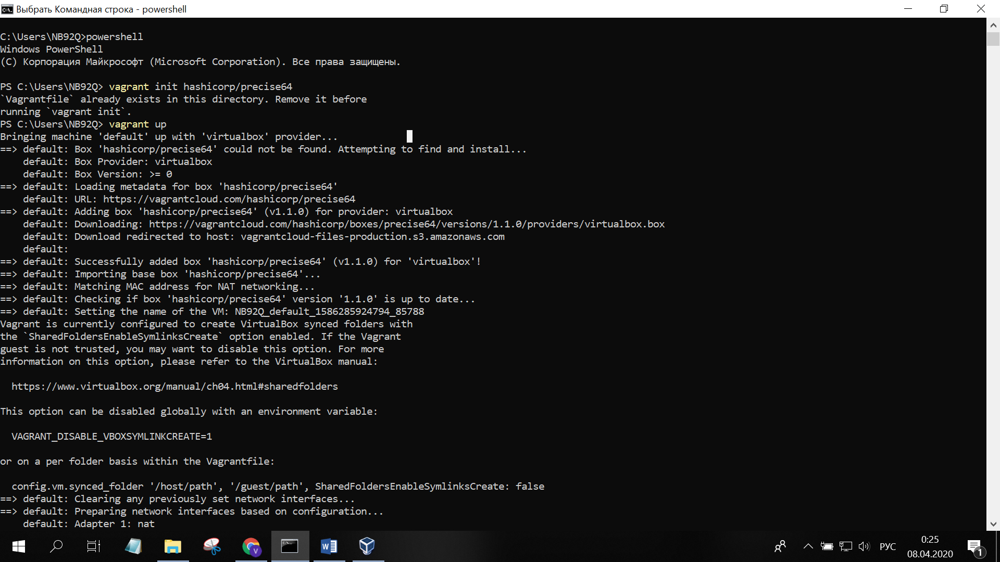 Выбрать Командная строка - powershell
C:\Users\NB92Q>powershell
Windows PowerShell
(C) Корпорация Майкрософт (Microsoft Corporation). Все права защищены.
PS C:\Users\NB92Q> vagrant init hashicorp/precise64
`Vagrantfile` already exists in this directory. Remove it before
running `vagrant init`.
PS C:\Users\NB92Q> vagrant up
Bringing machine 'default' up with 'virtualbox' provider...
==> default: Box 'hashicorp/precise64' could not be found. Attempting to find and install...
    default: Box Provider: virtualbox
    default: Box Version: >= 0
==> default: Loading metadata for box 'hashicorp/precise64'
    default: URL: https://vagrantcloud.com/hashicorp/precise64
==> default: Adding box 'hashicorp/precise64' (v1.1.0) for provider: virtualbox
    default: Downloading: https://vagrantcloud.com/hashicorp/boxes/precise64/versions/1.1.0/providers/virtualbox.box
    default: Download redirected to host: vagrantcloud-files-production.s3.amazonaws.com
    default:
==> default: Successfully added box 'hashicorp/precise64' (v1.1.0) for 'virtualbox'!
==> default: Importing base box 'hashicorp/precise64'...
==> default: Matching MAC address for NAT networking...
==> default: Checking if box 'hashicorp/precise64' version '1.1.0' is up to date...
==> default: Setting the name of the VM: NB92Q_default_1586285924794_85788
Vagrant is currently configured to create VirtualBox synced folders with
the `SharedFoldersEnableSymlinksCreate` option enabled. If the Vagrant
guest is not trusted, you may want to disable this option. For more
information on this option, please refer to the VirtualBox manual:
  https://www.virtualbox.org/manual/ch04.html#sharedfolders
This option can be disabled globally with an environment variable:
  VAGRANT_DISABLE_VBOXSYMLINKCREATE=1
or on a per folder basis within the Vagrantfile:
  config.vm.synced_folder '/host/path', '/guest/path', SharedFoldersEnableSymlinksCreate: false
==> default: Clearing any previously set network interfaces...
==> default: Preparing network interfaces based on configuration...
    default: Adapter 1: nat
РУС
0:25
08.04.2020
1